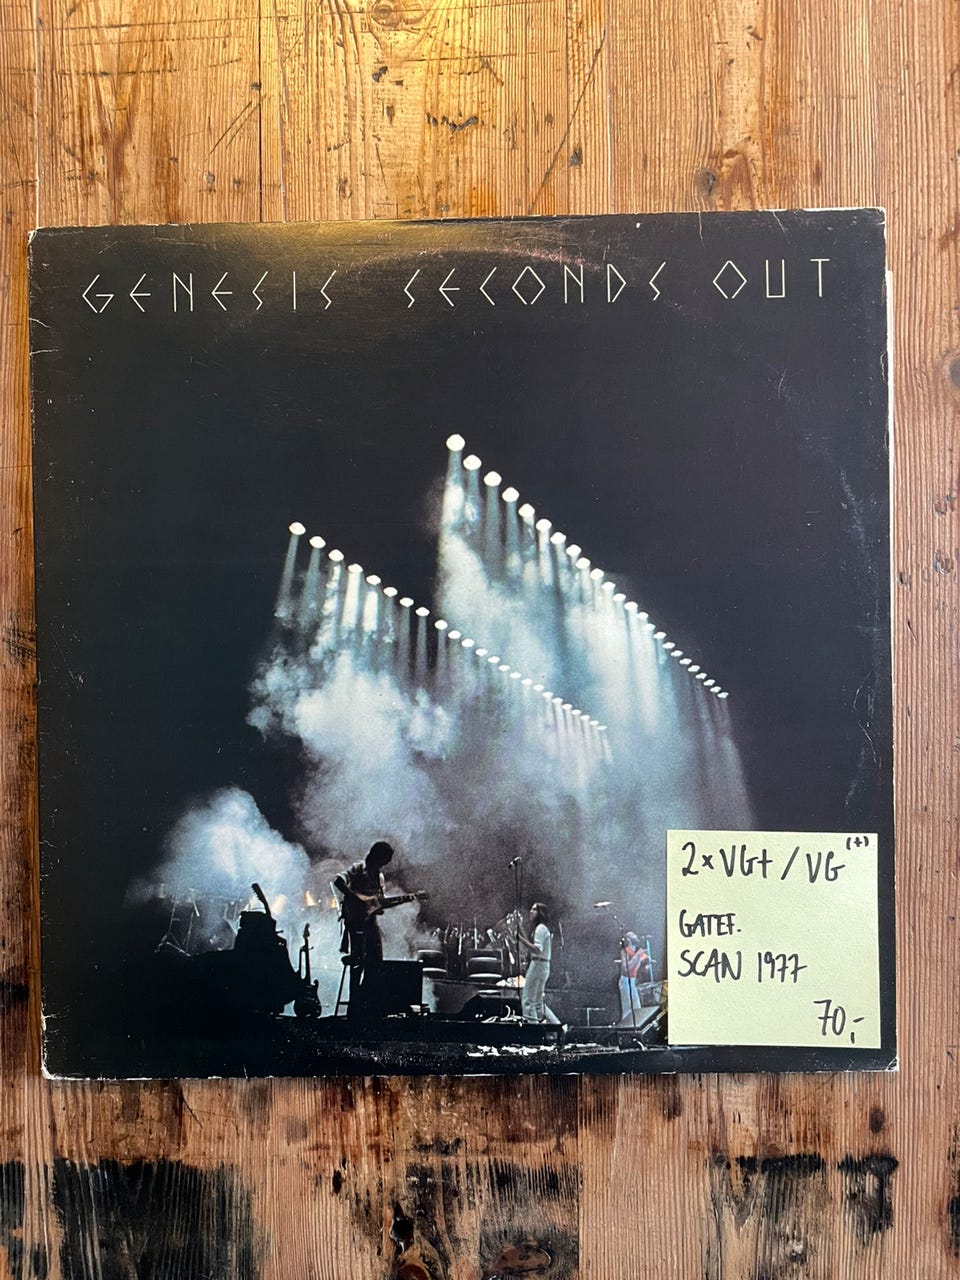 GENESIS SECONDS OUT
2×VG+ / VG (+)
GATEF.
SCAN 1977
70,-